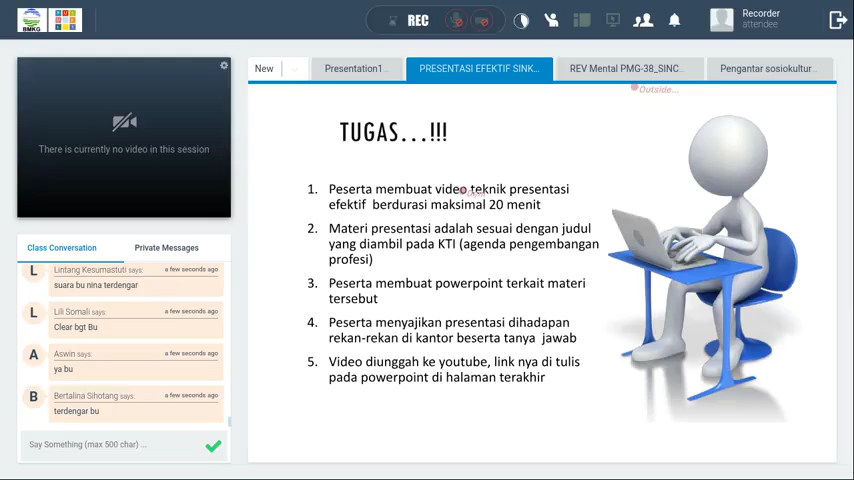 BMKG
REC
Recorder
attendee
There is currently no video in this session
Class Conversation
Private Messages
Lintang Kesumastuti says:
a few seconds ago
suara bu nina terdengar
L
Lili Somali says:
a few seconds ago
Clear bgt Bu
L
Aswin says:
a few seconds ago
ya bu
A
Bertalina Sihotang says:
a few seconds ago
terdengar bu
B
Say Something (max 500 char) ...
New
Presentation1...
PRESENTASI EFEKTIF SINK...
REV Mental PMG-38_SINC...
Pengantar sosiokultur...
Outside...
TUGAS...!!!
1. Peserta membuat video teknik presentasi
efektif berdurasi maksimal 20 menit
2. Materi presentasi adalah sesuai dengan judul
yang diambil pada KTI (agenda pengembangan
profesi)
3. Peserta membuat powerpoint terkait materi
tersebut
4. Peserta menyajikan presentasi dihadapan
rekan-rekan di kantor beserta tanya jawab
5. Video diunggah ke youtube, link nya di tulis
pada powerpoint di halaman terakhir